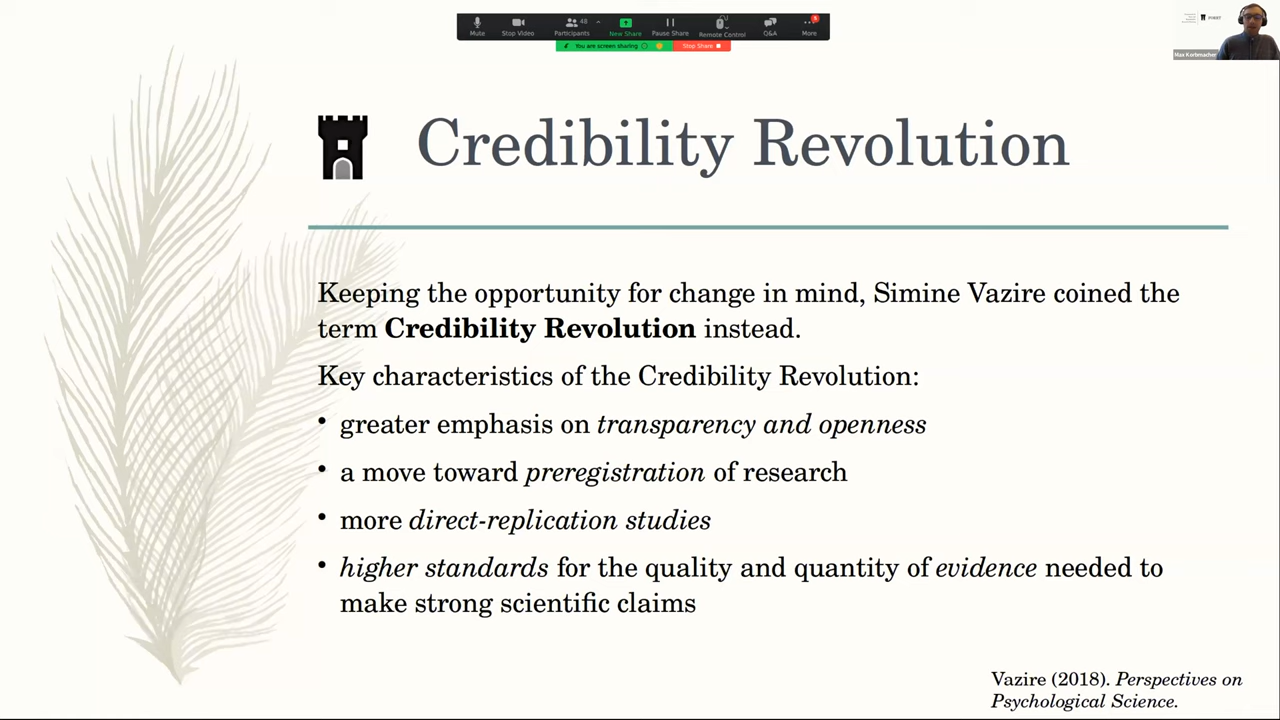 Mute
Stop Video
Participants
48
New Share
Pause Share
Remote Control
Q&A
More
You are screen sharing
Stop Share
Max Korbmacher
Credibility Revolution
Keeping the opportunity for change in mind, Simine Vazire coined the
term Credibility Revolution instead.
Key characteristics of the Credibility Revolution:
• greater emphasis on transparency and openness
• a move toward preregistration of research
• more direct-replication studies
• higher standards for the quality and quantity of evidence needed to
make strong scientific claims
Vazire (2018). Perspectives on
Psychological Science.